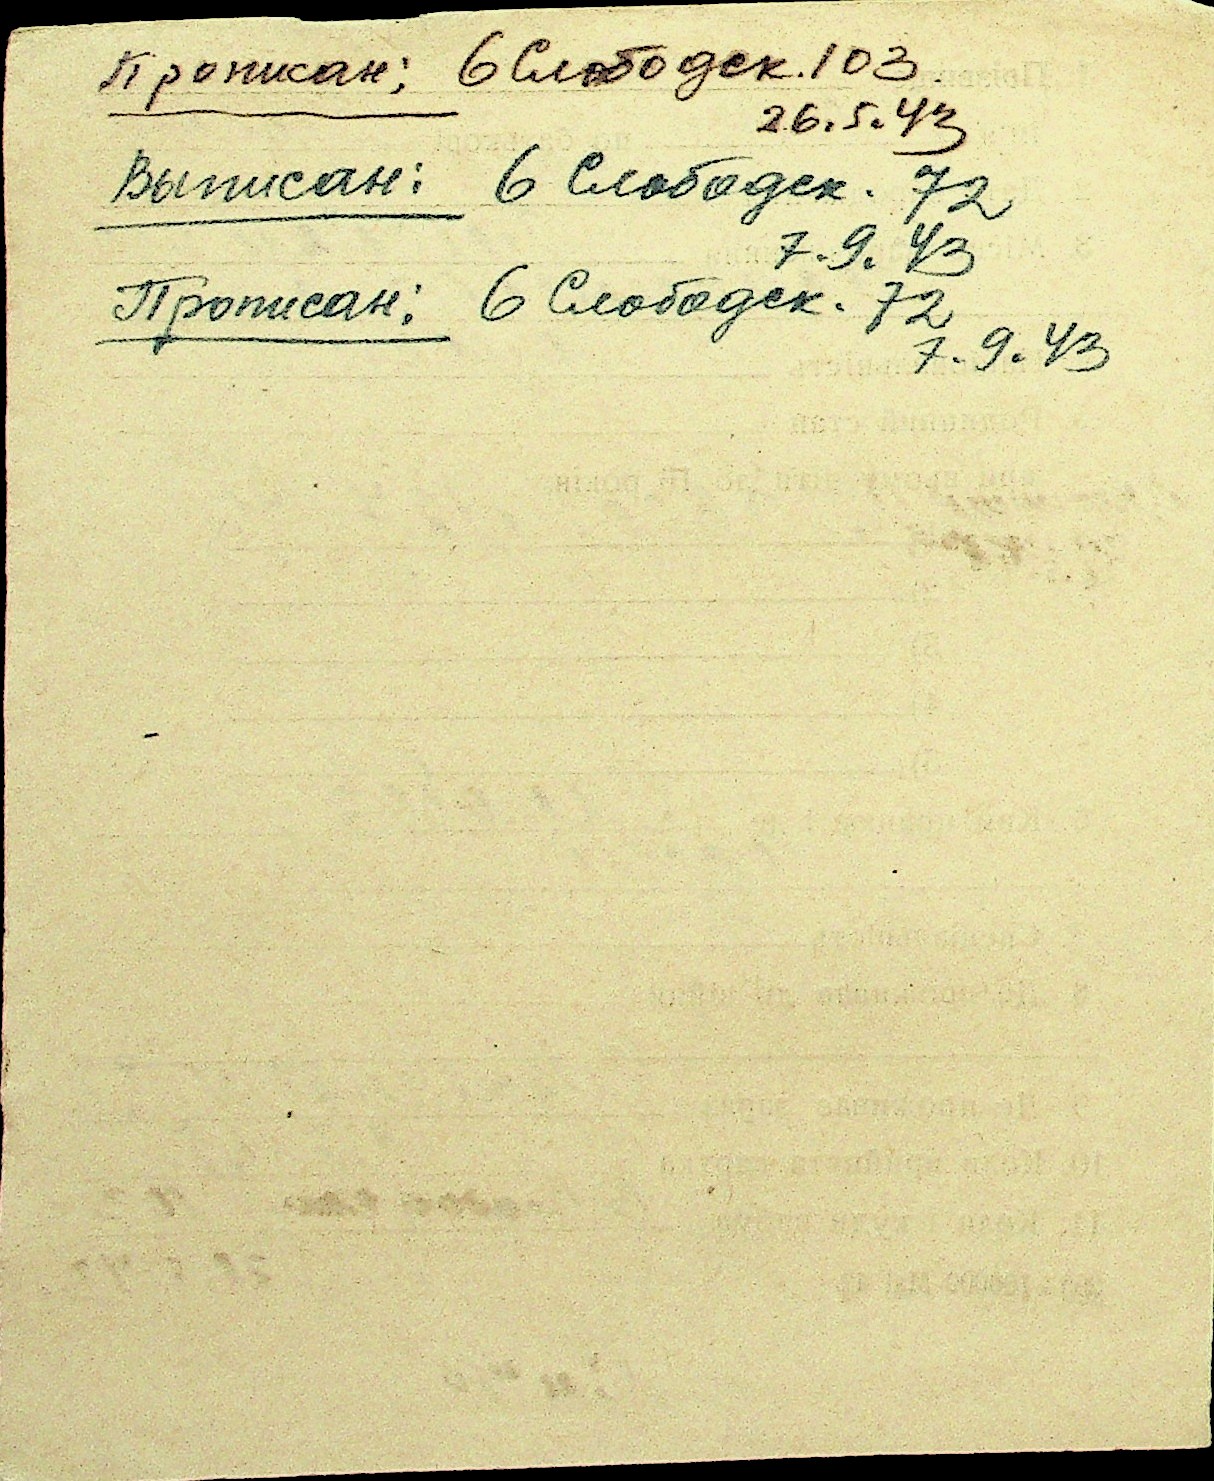 Прописан: 6 Слободск. 103
26.5.43
Выписан: 6 Слободск. 72
7.9.43
Прописан: 6 Слободск. 72
7.9.43